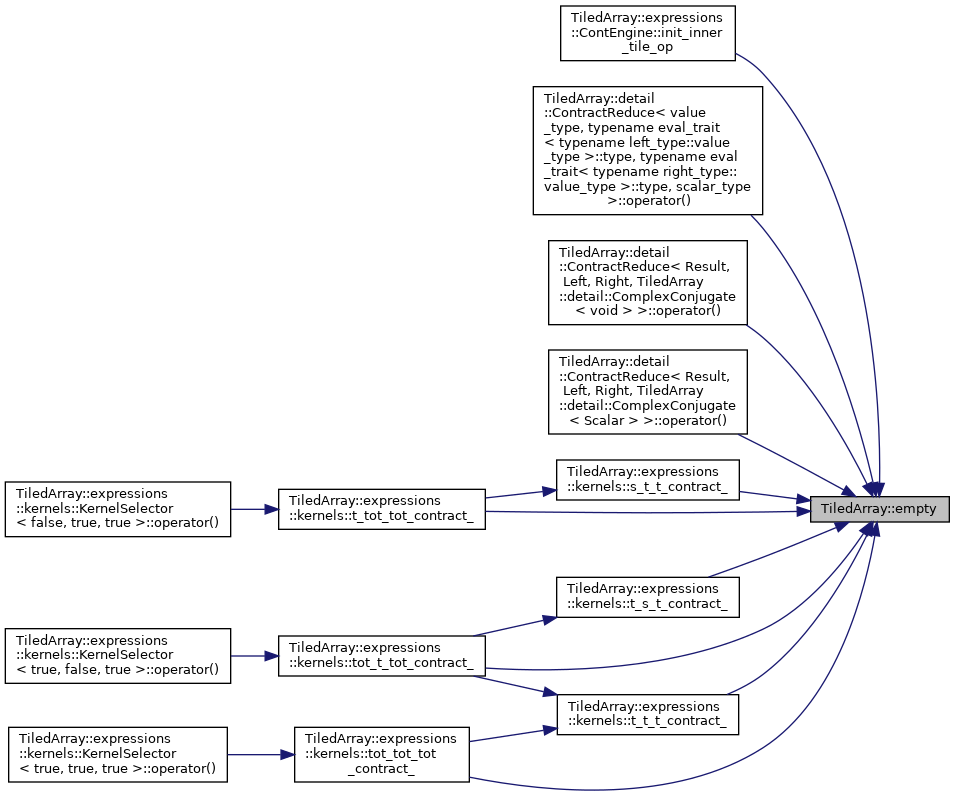 TiledArray::expressions
::ContEngine::init_inner
_tile_op
TiledArray::detail
::ContractReduce< value
_type, typename eval_trait
< typename left_type::value
_type >::type, typename eval
_trait< typename right_type::
value_type >::type, scalar_type
>::operator()
TiledArray::detail
::ContractReduce< Result,
Left, Right, TiledArray
::detail::ComplexConjugate
< void > >::operator()
TiledArray::detail
::ContractReduce< Result,
Left, Right, TiledArray
::detail::ComplexConjugate
< Scalar > >::operator()
TiledArray::expressions
::kernels::s_t_t_contract_
TiledArray::expressions
::kernels::KernelSelector
< false, true, true >::operator()
TiledArray::expressions
::kernels::t_tot_tot_contract_
TiledArray::empty
TiledArray::expressions
::kernels::t_s_t_contract_
TiledArray::expressions
::kernels::KernelSelector
< true, false, true >::operator()
TiledArray::expressions
::kernels::tot_t_tot_contract_
TiledArray::expressions
::kernels::t_t_t_contract_
TiledArray::expressions
::kernels::KernelSelector
< true, true, true >::operator()
TiledArray::expressions
::kernels::tot_tot_tot
_contract_